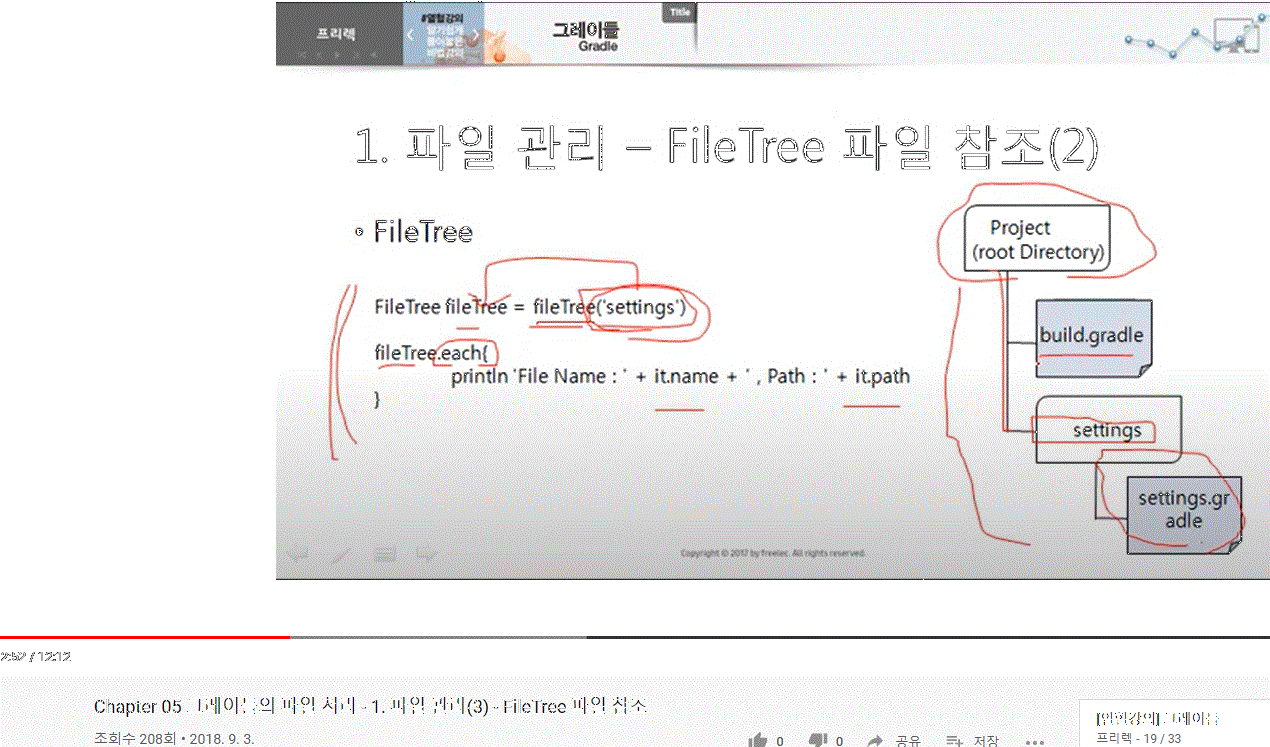 프리렉
#열혈강의
그레이들
Gradle
Title
1. 파일 관리 – FileTree 파일 참조(2)
• FileTree
FileTree fileTree = fileTree('settings')
fileTree.each{
println 'File Name : ' + it.name + ' , Path : ' + it.path
}
Project
(root Directory)
build.gradle
settings
settings.gr
adle
Copyright © 2017 by freelec. All rights reserved.
2:52 / 12:12
Chapter 05. 그레이들의 파일 처리 - 1. 파일 관리(3) - FileTree 파일 참조
조회수 208회 • 2018. 9. 3.
0
0
공유
저장
[열혈강의] 그레이들
프리렉 - 19 / 33